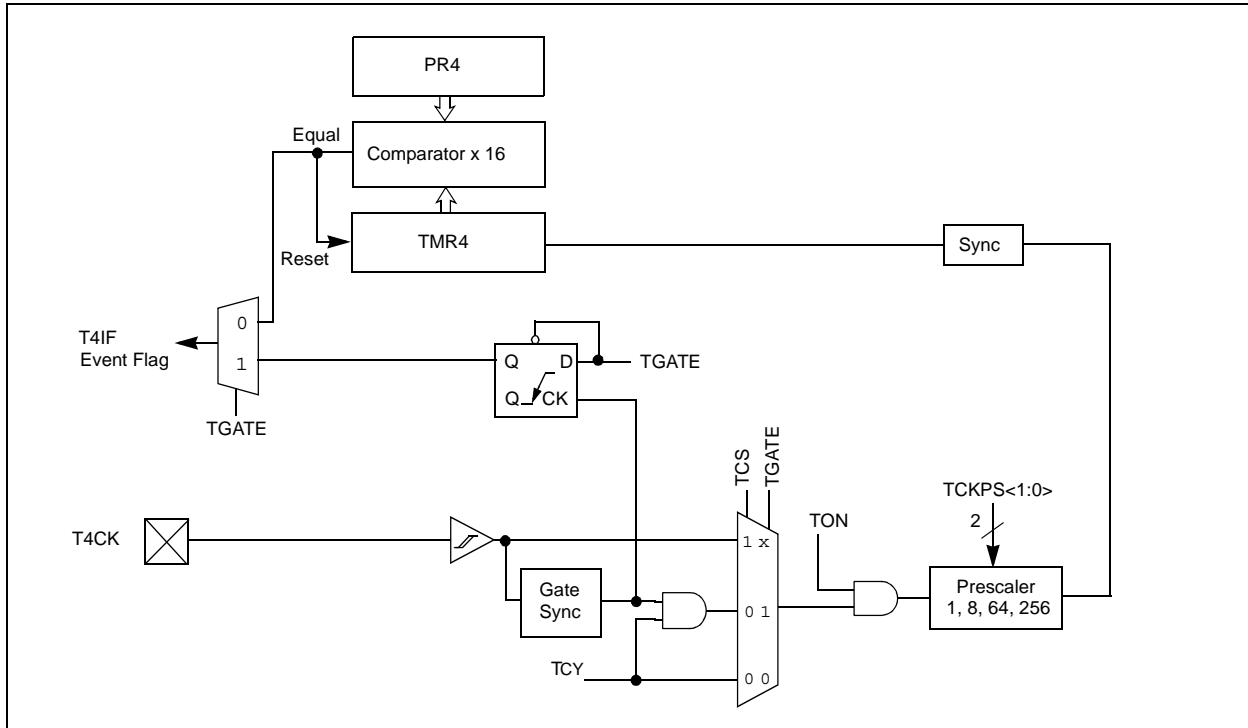 PR4
Equal
Comparator x 16
TMR4
Reset
Sync
0
T4IF
Event Flag
1
Q
D
TGATE
Q
CK
TGATE
TCS
TGATE
TCKPS<1:0>
2
TON
T4CK
1 x
Gate
Sync
Prescaler
1, 8, 64, 256
0 1
TCY
0 0